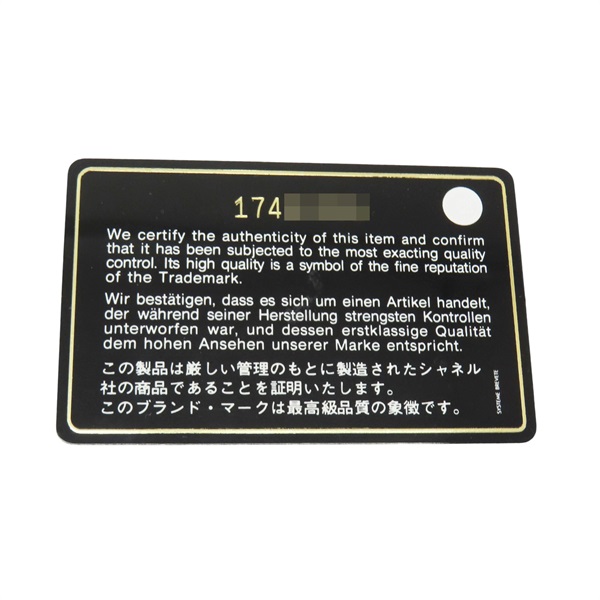 174
We certify the authenticity of this item and confirm
that it has been subjected to the most exacting quality
control. Its high quality is a symbol of the fine reputation
of the Trademark.
Wir bestätigen, dass es sich um einen Artikel handelt,
der während seiner Herstellung strengsten Kontrollen
unterworfen war, und dessen erstklassige Qualität
dem hohen Ansehen unserer Marke entspricht.
この製品は厳しい管理のもとに製造されたシャネル
社の商品であることを証明いたします。
このブランド・マークは最高級品質の象徴です。
SYSTEME BREVETE